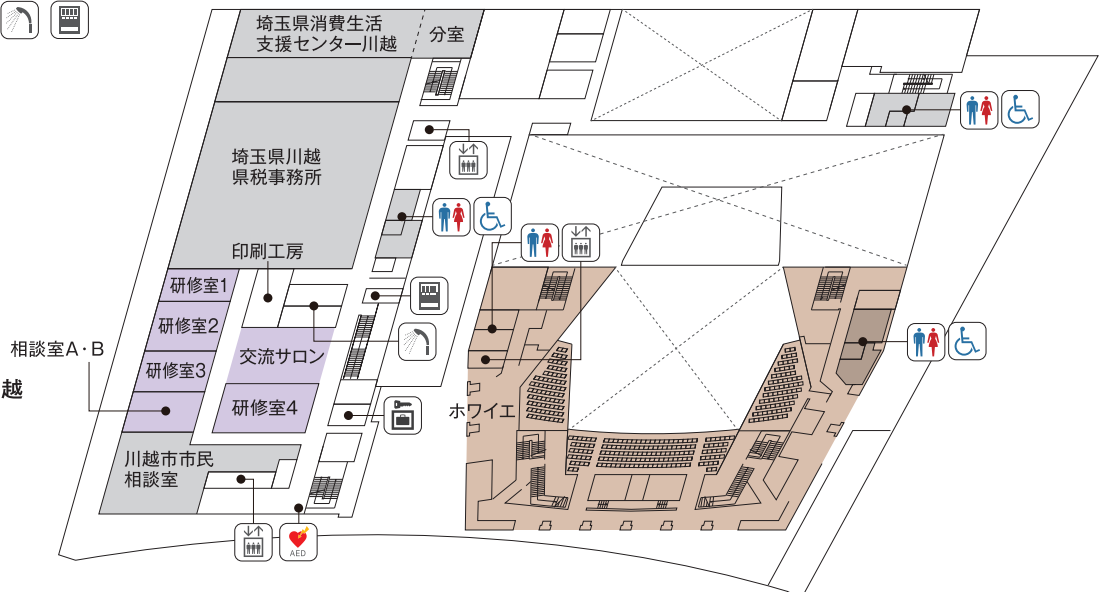 埼玉県消費生活
支援センター川越
分室
埼玉県川越
県税事務所
印刷工房
研修室1
研修室2
相談室A・B
交流サロン
研修室3
越
研修室4
ホワイエ
川越市市民
相談室
AED